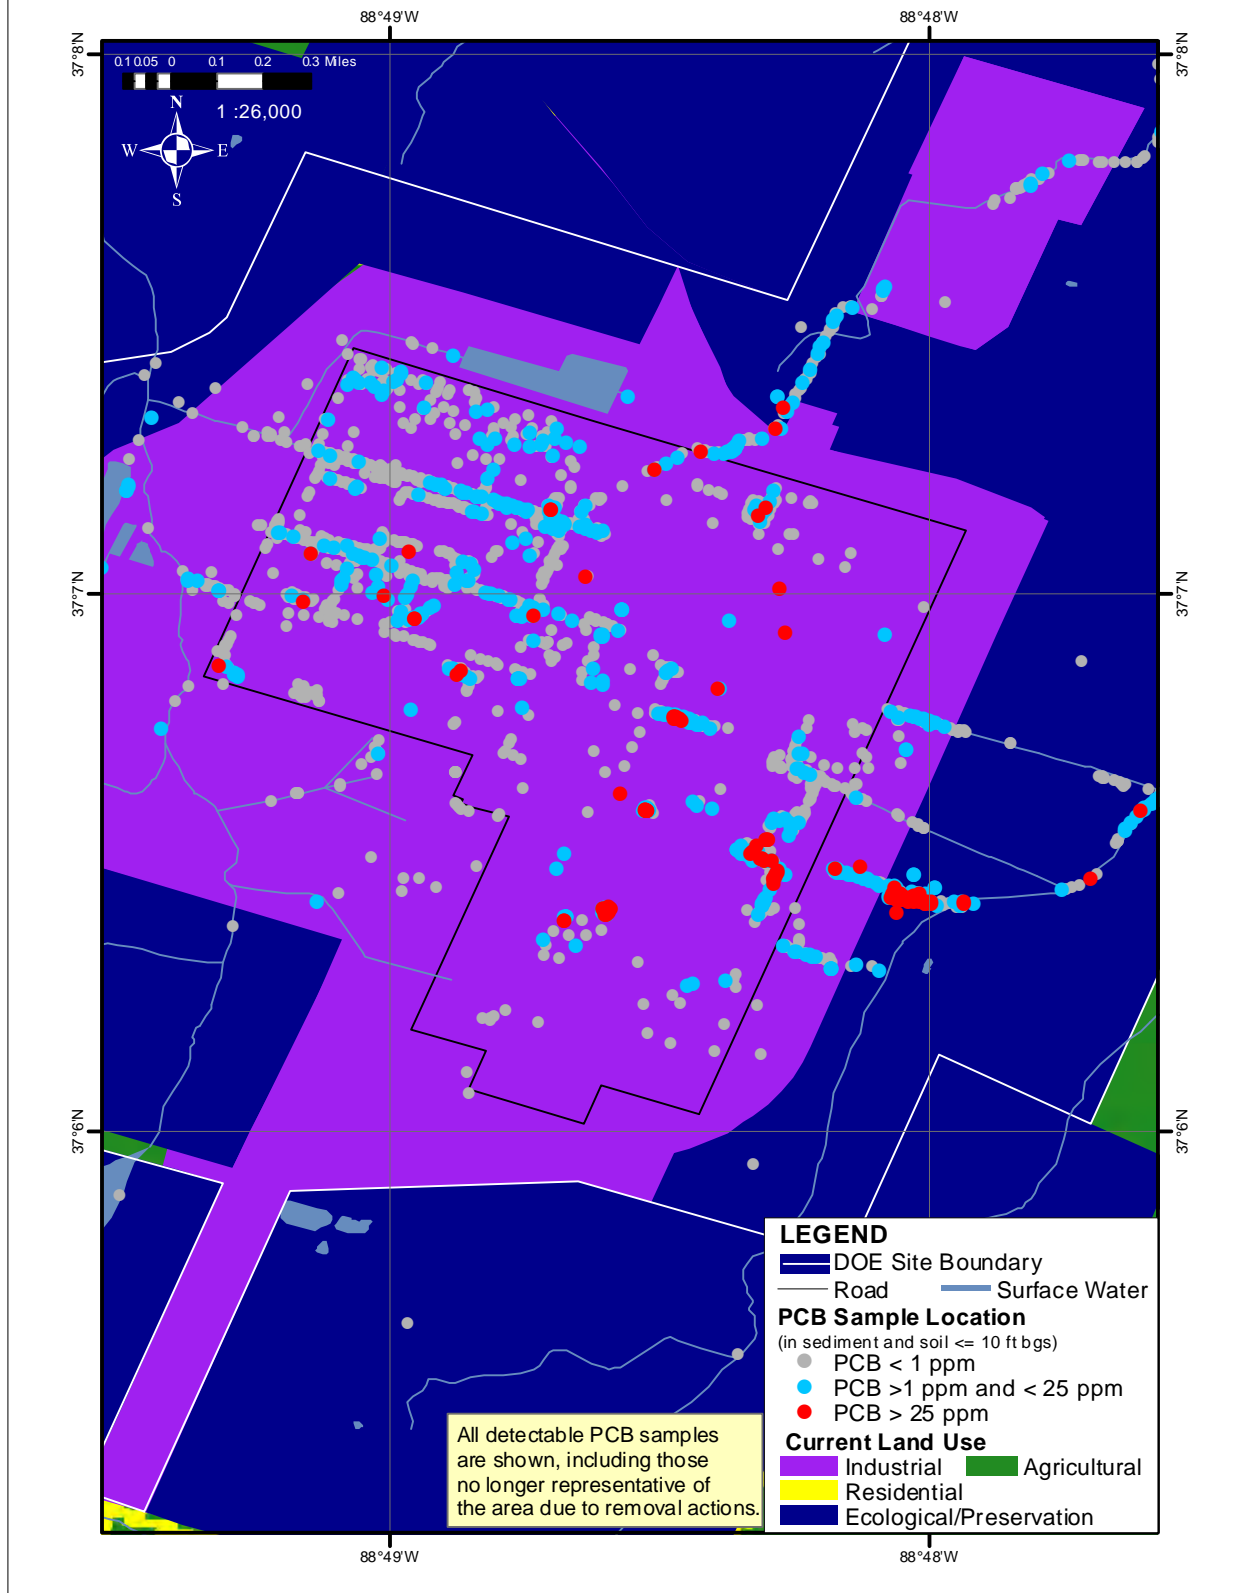 88°49'W 88°48'W
37°8'N 37°8'N
0.1 0.05 0 0.1 0.2 0.3 Miles
1 :26,000
N
W E
S
37°7'N 37°7'N
37°6'N 37°6'N
LEGEND
DOE Site Boundary
Road Surface Water
PCB Sample Location
(in sediment and soil <= 10 ft bgs)
PCB < 1 ppm
PCB >1 ppm and < 25 ppm
PCB > 25 ppm
Current Land Use
Industrial Agricultural
Residential
Ecological/Preservation
All detectable PCB samples
are shown, including those
no longer representative of
the area due to removal actions.
88°49'W 88°48'W